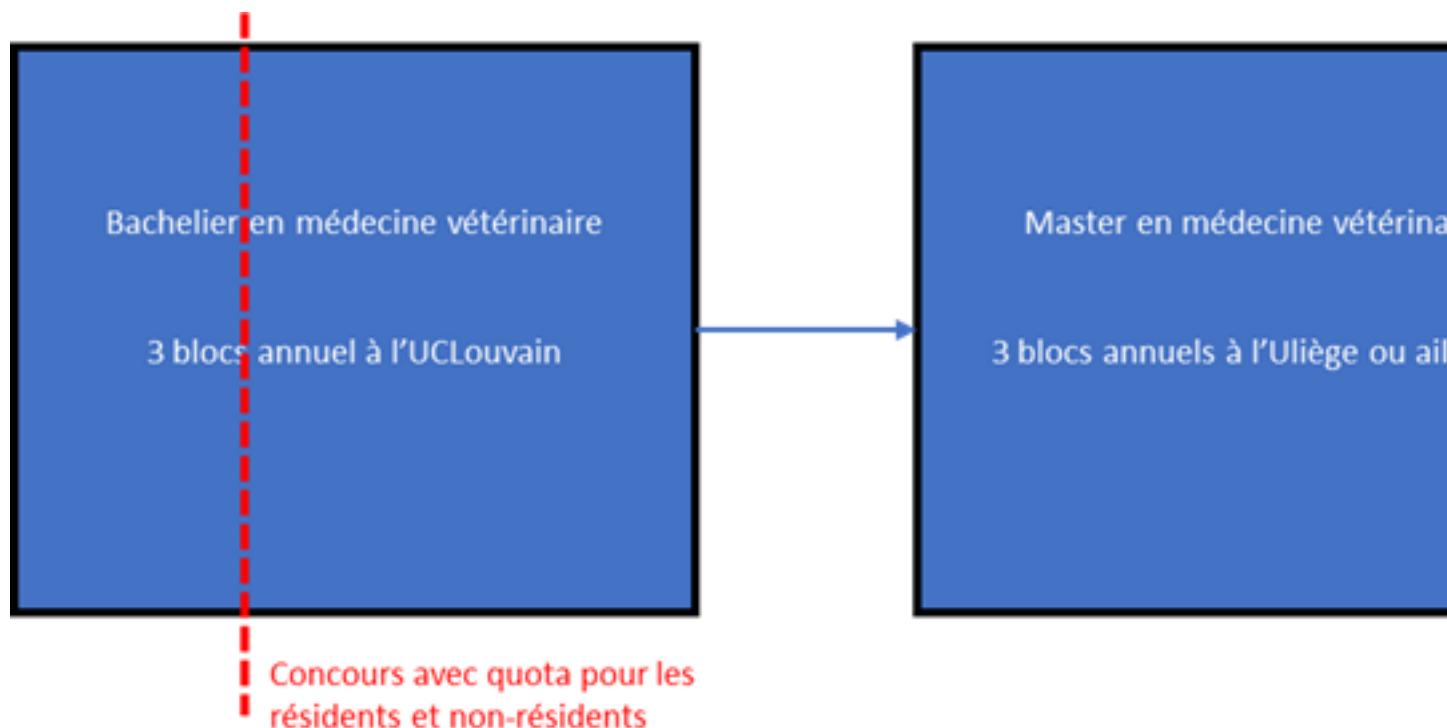 Bachelier en médecine vétérinaire
3 blocs annuel à l'UCLouvain
Master en médecine
3 blocs annuels à l'Uliège ou
Concours avec quota pour les
résidents et non-résidents